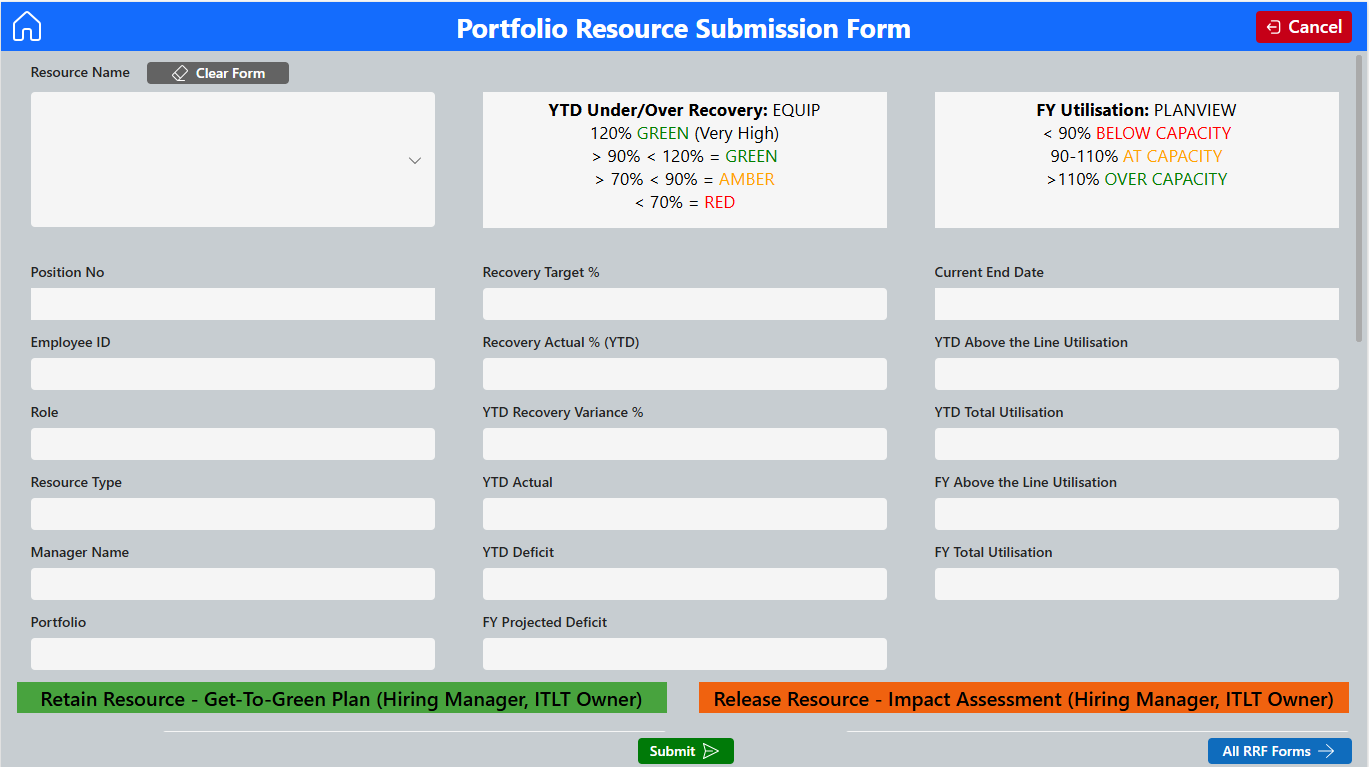 Portfolio Resource Submission Form
Cancel
Resource Name
Clear Form
YTD Under/Over Recovery: EQUIP
120% GREEN (Very High)
> 90% < 120% = GREEN
> 70% < 90% = AMBER
< 70% = RED
FY Utilisation: PLANVIEW
< 90% BELOW CAPACITY
90-110% AT CAPACITY
>110% OVER CAPACITY
Position No
Recovery Target %
Current End Date
Employee ID
Recovery Actual % (YTD)
YTD Above the Line Utilisation
Role
YTD Recovery Variance %
YTD Total Utilisation
Resource Type
YTD Actual
FY Above the Line Utilisation
Manager Name
YTD Deficit
FY Total Utilisation
Portfolio
FY Projected Deficit
Retain Resource - Get-To-Green Plan (Hiring Manager, ITLT Owner)
Release Resource - Impact Assessment (Hiring Manager, ITLT Owner)
Submit
All RRF Forms